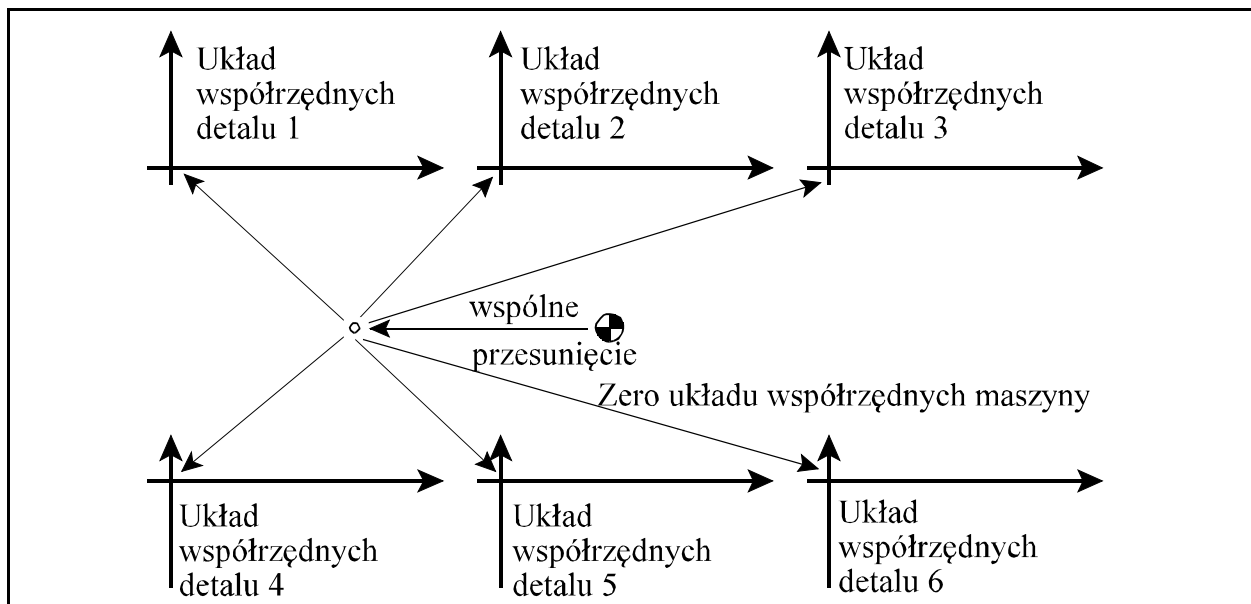 Układ
współrzędnych
detalu 1
Układ
współrzędnych
detalu 2
Układ
współrzędnych
detalu 3
wspólne
przesunięcie
Zero układu współrzędnych maszyny
Układ
współrzędnych
detalu 4
Układ
współrzędnych
detalu 5
Układ
współrzędnych
detalu 6